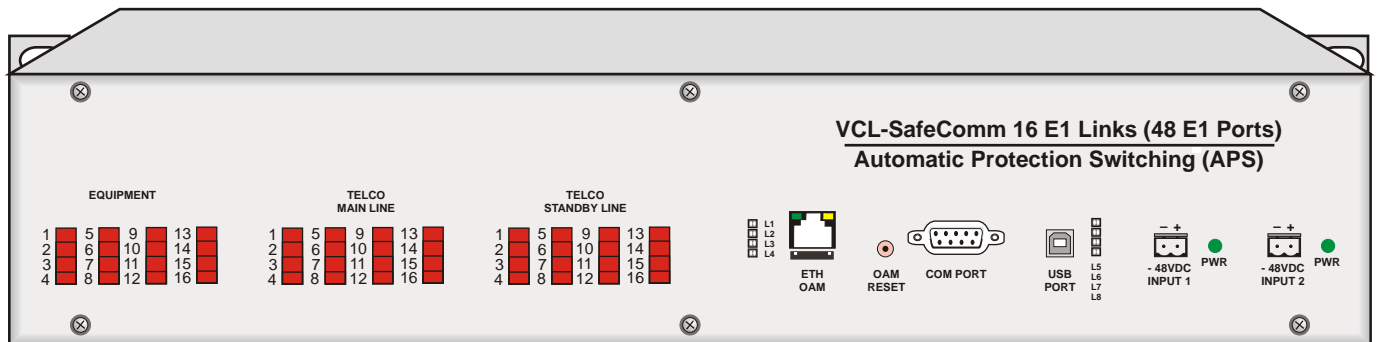 VCL-SafeComm 16 E1 Links (48 E1 Ports)
Automatic Protection Switching (APS)
EQUIPMENT
1 5 9 13
2 6 10 14
3 7 11 15
4 8 12 16
TELCO
MAIN LINE
1 5 9 13
2 6 10 14
3 7 11 15
4 8 12 16
TELCO
STANDBY LINE
1 5 9 13
2 6 10 14
3 7 11 15
4 8 12 16
L1
L2
L3
L4
ETH
OAM
OAM
RESET
COM PORT
USB
PORT
L5
L6
L7
L8
− +
- 48VDC
INPUT 1
PWR
− +
- 48VDC
INPUT 2
PWR